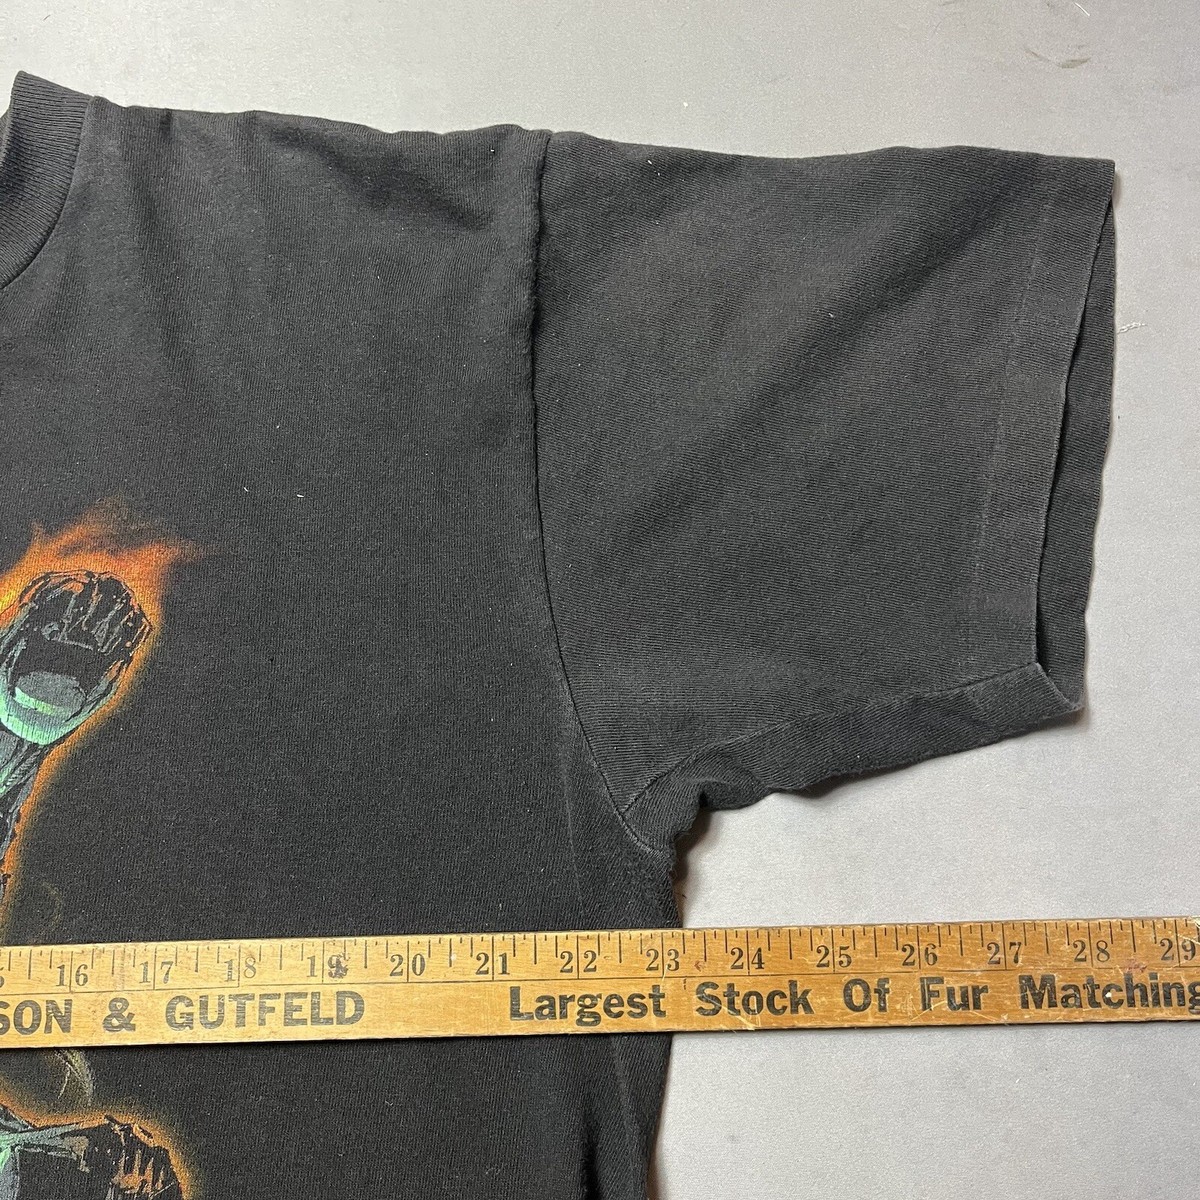 16 17 18 19 20 21 22 23 24 25 26 27 28 29
SON & GUTFELD Largest Stock Of Fur Matching